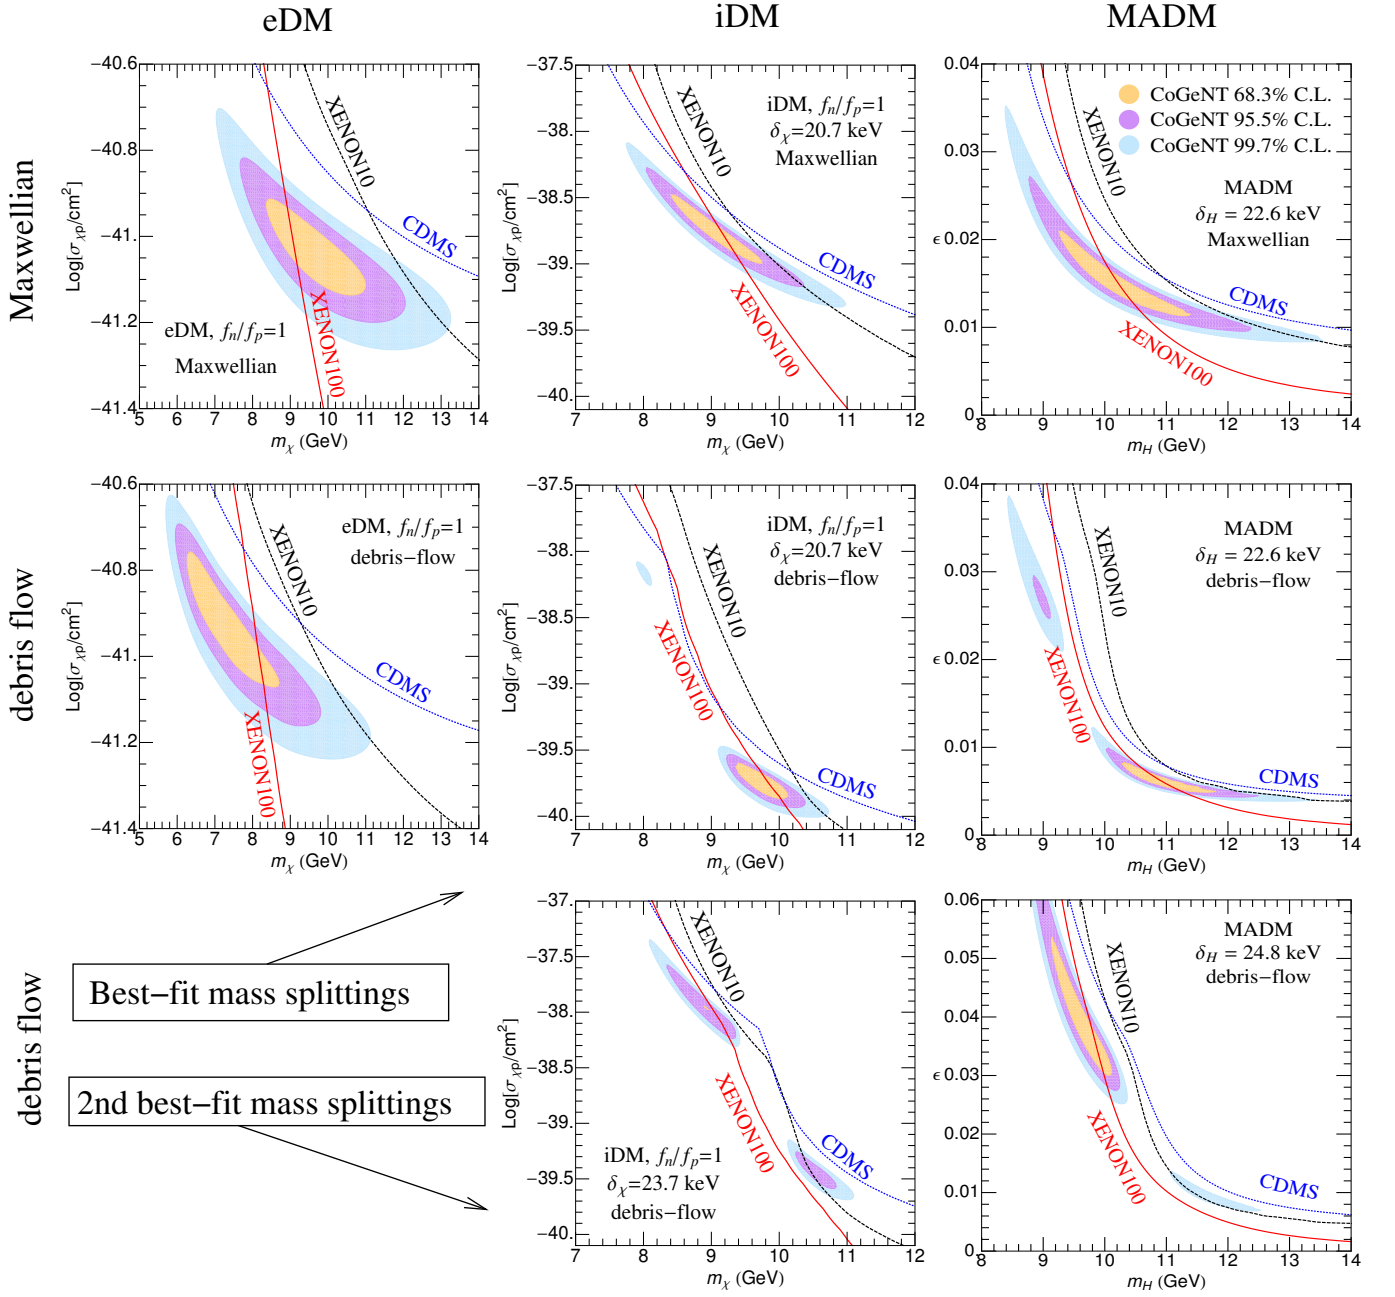 eDM
iDM
MADM
Maxwellian
−40.6
−40.8
−41
−41.2
−41.4
Log[σχp/cm²]
XENON10
CDMS
XENON100
eDM, fn/fp=1
Maxwellian
5 6 7 8 9 10 11 12 13 14
mχ (GeV)
−37.5
−38
−38.5
−39
−39.5
−40
Log[σχp/cm²]
iDM, fn/fp=1
δχ=20.7 keV
Maxwellian
XENON10
CDMS
XENON100
7 8 9 10 11 12
mχ (GeV)
0.04
0.03
ϵ 0.02
0.01
0
CoGeNT 68.3% C.L.
CoGeNT 95.5% C.L.
CoGeNT 99.7% C.L.
MADM
δH = 22.6 keV
Maxwellian
XENON10
CDMS
XENON100
8 9 10 11 12 13 14
mH (GeV)
debris flow
−40.6
−40.8
−41
−41.2
−41.4
Log[σχp/cm²]
eDM, fn/fp=1
debris−flow
XENON10
CDMS
XENON100
5 6 7 8 9 10 11 12 13 14
mχ (GeV)
−37.5
−38
−38.5
−39
−39.5
−40
Log[σχp/cm²]
iDM, fn/fp=1
δχ=20.7 keV
debris−flow
XENON10
XENON100
CDMS
7 8 9 10 11 12
mχ (GeV)
0.04
0.03
ϵ 0.02
0.01
0
MADM
δH = 22.6 keV
debris−flow
XENON10
XENON100
CDMS
8 9 10 11 12 13 14
mH (GeV)
debris flow
Best−fit mass splittings
2nd best−fit mass splittings
−37
−37.5
−38
−38.5
−39
−39.5
−40
Log[σχp/cm²]
XENON10
XENON100
CDMS
iDM, fn/fp=1
δχ=23.7 keV
debris−flow
7 8 9 10 11 12
mχ (GeV)
0.06
0.05
0.04
ϵ 0.03
0.02
0.01
0
MADM
δH = 24.8 keV
debris−flow
XENON10
XENON100
CDMS
8 9 10 11 12 13 14
mH (GeV)